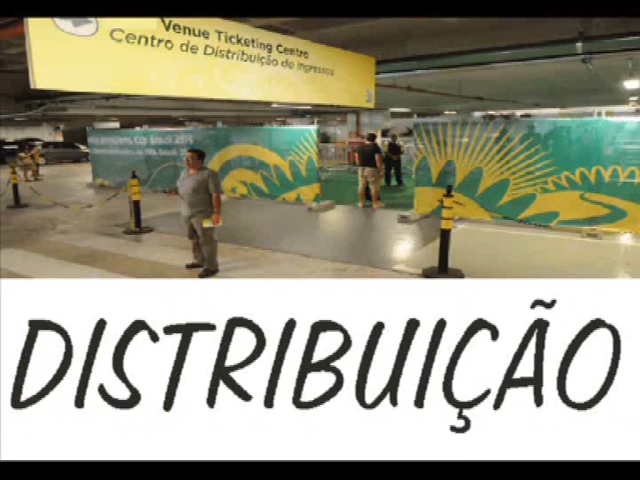 Venue Ticketing Centre
Centro de Distribuição de Ingressos
DISTRIBUIÇÃO